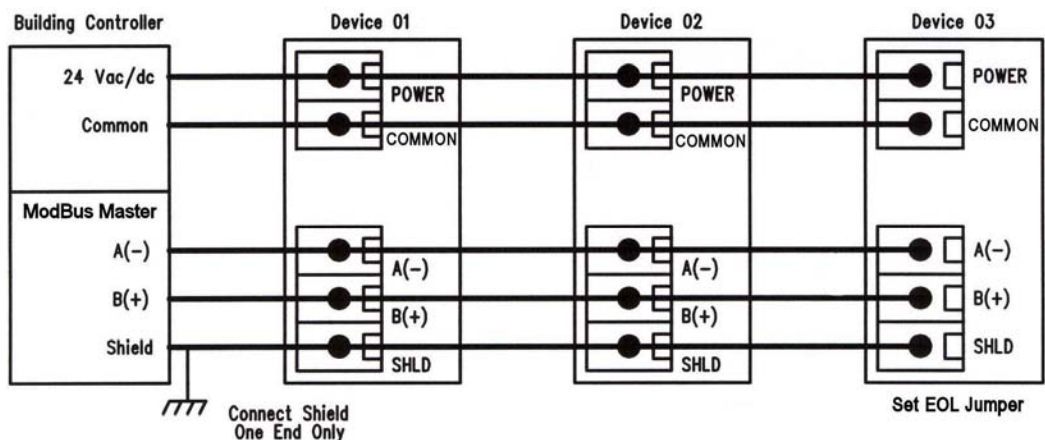 Building Controller
Device 01
Device 02
Device 03
24 Vac/dc
POWER
POWER
POWER
Common
COMMON
COMMON
COMMON
ModBus Master
A(-)
A(-)
A(-)
A(-)
B(+)
B(+)
B(+)
B(+)
Shield
SHLD
SHLD
SHLD
Connect Shield
One End Only
Set EOL Jumper